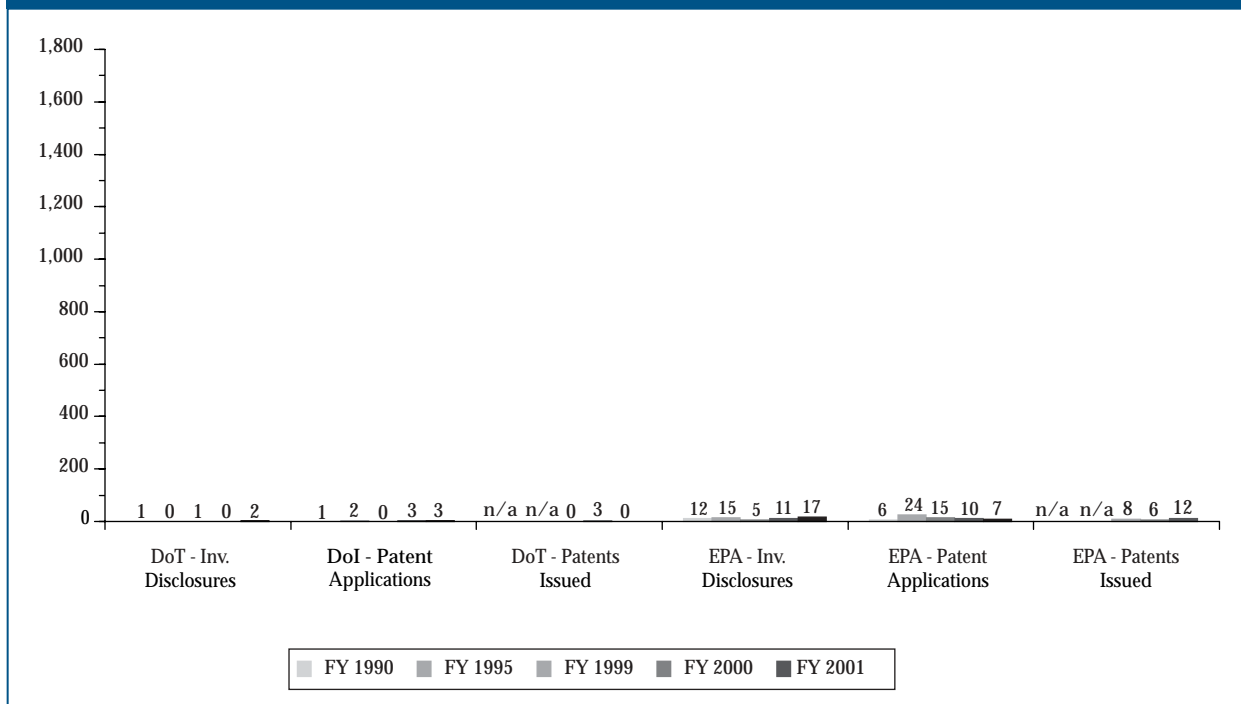 1,800
1,600
1,400
1,200
1,000
800
600
400
200
0
1 0 1 0 2
1 2 0 3 3
n/a n/a 0 3 0
12 15 5 11 17
6 24 15 10 7
n/a n/a 8 6 12
DoT - Inv.
Disclosures
DoI - Patent
Applications
DoT - Patents
Issued
EPA - Inv.
Disclosures
EPA - Patent
Applications
EPA - Patents
Issued
FY 1990 FY 1995 FY 1999 FY 2000 FY 2001